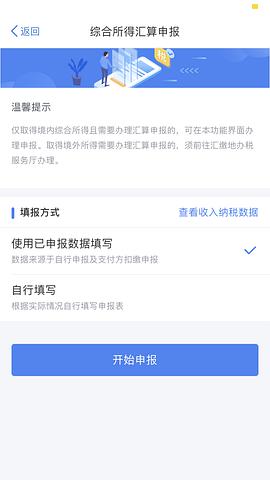 返回
综合所得汇算申报
税
温馨提示
仅取得境内综合所得且需要办理汇算申报的，可在本功能界面办
理申报。取得境外所得需要办理汇算申报的，须前往汇缴地办税
服务厅办理。
填报方式
查看收入纳税数据
使用已申报数据填写
数据来源于自行申报及支付方扣缴申报
自行填写
根据实际情况自行填写申报表
开始申报